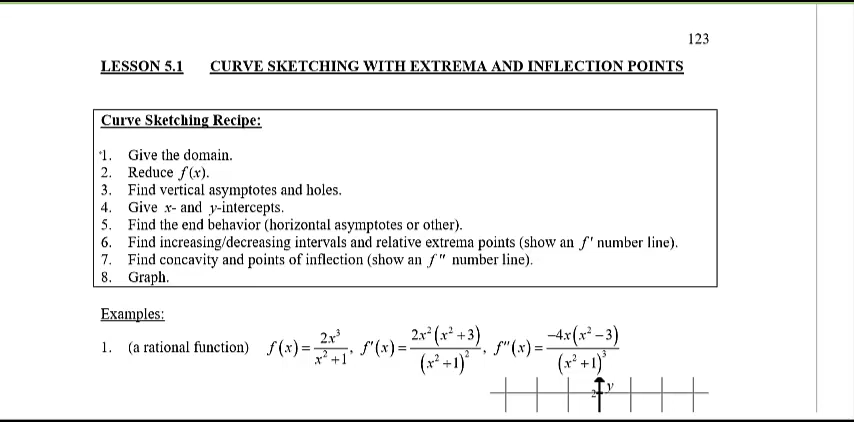 123
LESSON 5.1 CURVE SKETCHING WITH EXTREMA AND INFLECTION POINTS
Curve Sketching Recipe:
1. Give the domain.
2. Reduce f(x).
3. Find vertical asymptotes and holes.
4. Give x- and y-intercepts.
5. Find the end behavior (horizontal asymptotes or other).
6. Find increasing/decreasing intervals and relative extrema points (show an f′ number line).
7. Find concavity and points of inflection (show an f″ number line).
8. Graph.
Examples:
1. (a rational function) f(x) = 2x³/(x²+1), f′(x) = 2x²(x²+3)/(x²+1)², f″(x) = −4x(x²−3)/(x²+1)³
2 y